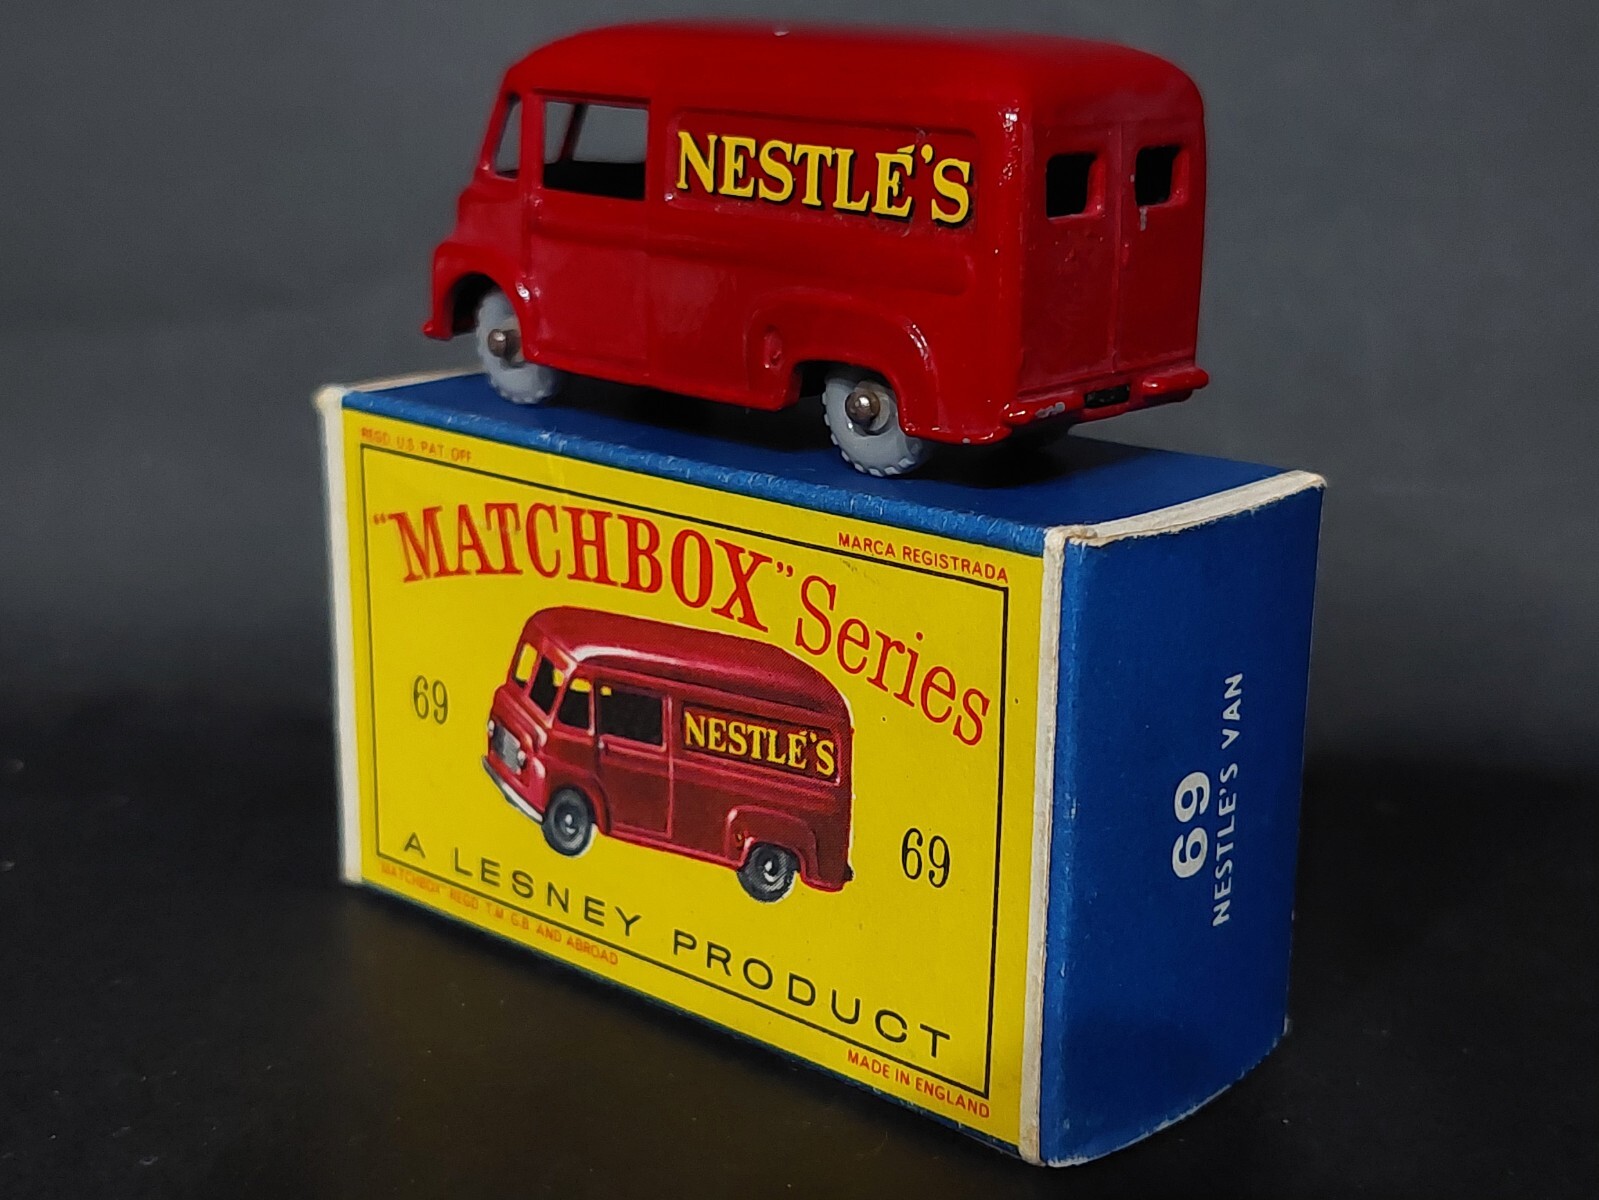 NESTLÉ'S
REGD. U.S. PAT. OFF.
MARCA REGISTRADA
"MATCHBOX" Series
69
NESTLÉ'S
69
A LESNEY PRODUCT
"MATCHBOX" REGD. T.M. G.B. AND ABROAD
MADE IN ENGLAND
69
NESTLE'S VAN